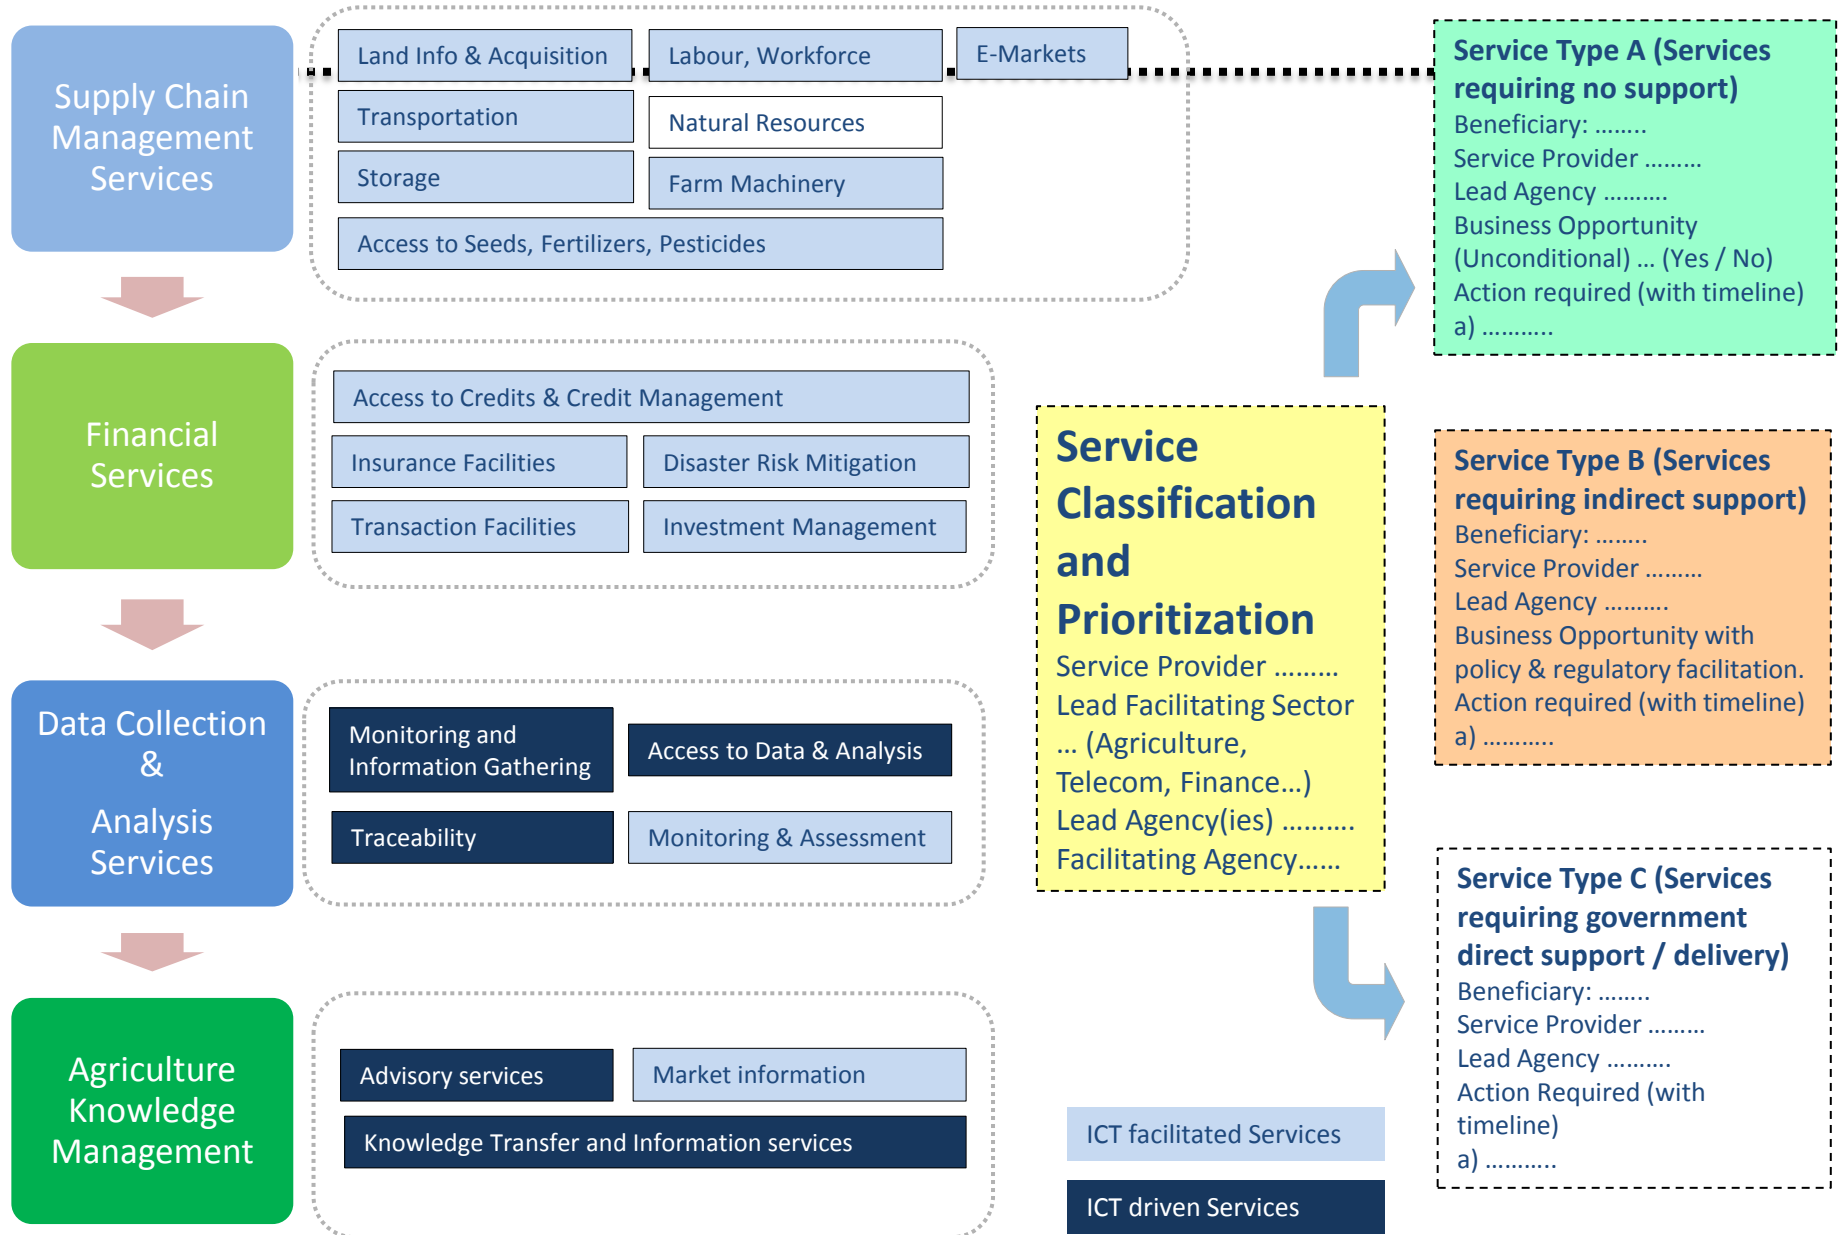 Supply Chain
Management
Services
Land Info & Acquisition
Labour, Workforce
E-Markets
Transportation
Natural Resources
Storage
Farm Machinery
Access to Seeds, Fertilizers, Pesticides
Financial
Services
Access to Credits & Credit Management
Insurance Facilities
Disaster Risk Mitigation
Transaction Facilities
Investment Management
Data Collection
&
Analysis
Services
Monitoring and
Information Gathering
Access to Data & Analysis
Traceability
Monitoring & Assessment
Agriculture
Knowledge
Management
Advisory services
Market information
Knowledge Transfer and Information services
Service
Classification
and
Prioritization
Service Provider ………
Lead Facilitating Sector
… (Agriculture,
Telecom, Finance…)
Lead Agency(ies) ……….
Facilitating Agency……
ICT facilitated Services
ICT driven Services
Service Type A (Services
requiring no support)
Beneficiary: ……..
Service Provider ………
Lead Agency ……….
Business Opportunity
(Unconditional) … (Yes / No)
Action required (with timeline)
a) ………..
Service Type B (Services
requiring indirect support)
Beneficiary: ……..
Service Provider ………
Lead Agency ……….
Business Opportunity with
policy & regulatory facilitation.
Action required (with timeline)
a) ………..
Service Type C (Services
requiring government
direct support / delivery)
Beneficiary: ……..
Service Provider ………
Lead Agency ……….
Action Required (with
timeline)
a) ………..